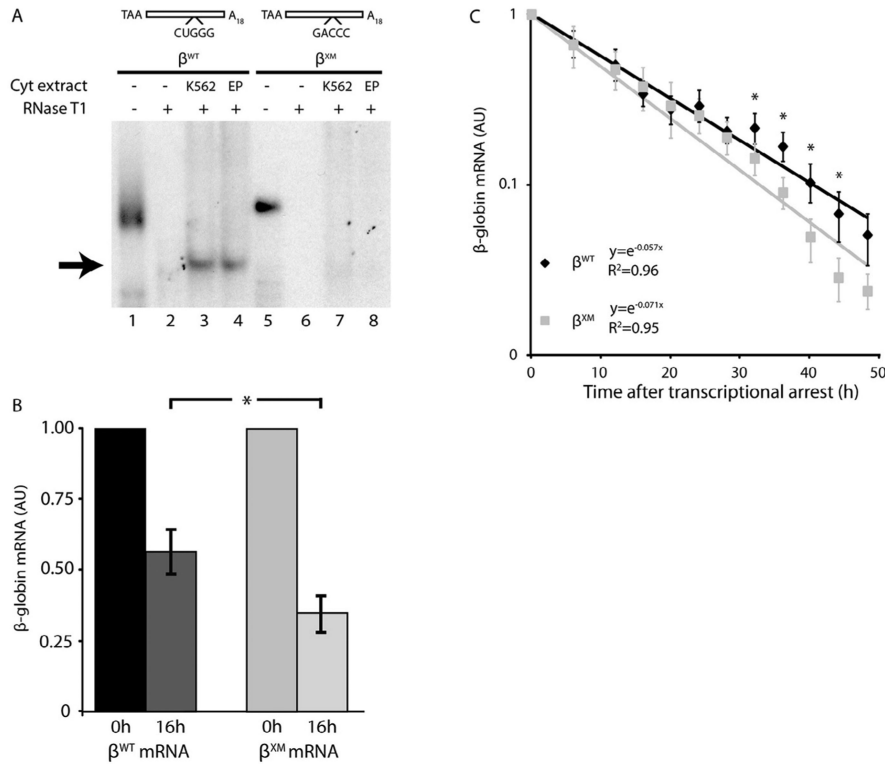 A
TAA A18 TAA A18
CUGGG GACCC
βWT βXM
Cyt extract - - K562 EP - - K562 EP
RNase T1 - + + + - + + +
1 2 3 4 5 6 7 8
B
*
β-globin mRNA (AU)
1.00
0.75
0.50
0.25
0
0h 16h 0h 16h
βWT mRNA βXM mRNA
C
β-globin mRNA (AU)
1
0.1
0
* * * *
βWT y=e-0.057x
R2=0.96
βXM y=e-0.071x
R2=0.95
0 10 20 30 40 50
Time after transcriptional arrest (h)